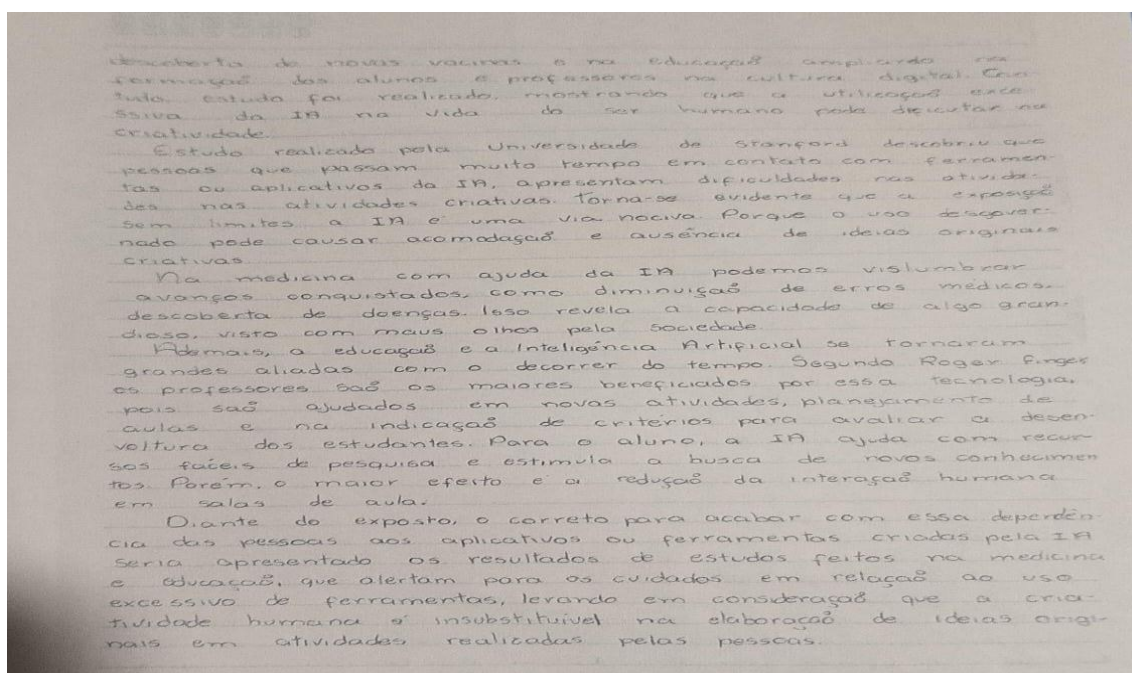 descoberta de novas vacinas e na educação ampliando na
formação dos alunos e professores na cultura digital. Con
tudo, estudo foi realizado, mostrando que a utilização exce
ssiva da IA na vida do ser humano pode dificutar na
criatividade.
Estudo realizado pela Universidade de Stanford descobriu que
pessoas que passam muito tempo em contato com ferramen
tas ou aplicativos da IA, apresentam dificuldades nas ativida-
des nas atividades criativas. Torna-se evidente que a exposição
sem limites a IA é uma via nociva. Porque o uso desgover-
nado pode causar acomodação e ausência de ideias originais
criativas.
Na medicina com ajuda da IA podemos vislumbrar
avanços conquistados, como diminuição de erros médicos,
descoberta de doenças. Isso revela a capacidade de algo gran-
dioso, visto com maus olhos pela sociedade.
Ademais, a educação e a Inteligência Artificial se tornaram
grandes aliadas com o decorrer do tempo. Segundo Roger Finger
os professores são os maiores beneficiados por essa tecnologia,
pois são ajudados em novas atividades, planejamento de
aulas e na indicação de critérios para avaliar a desen-
voltura dos estudantes. Para o aluno, a IA ajuda com recur
sos fáceis de pesquisa e estimula a busca de novos conhecimen
tos. Porém, o maior efeito é a redução da interação humana
em salas de aula.
Diante do exposto, o correto para acabar com essa dependên-
cia das pessoas aos aplicativos ou ferramentas criadas pela IA
seria apresentado os resultados de estudos feitos na medicina
e educação, que alertam para os cuidados em relação ao uso
excessivo de ferramentas, levando em consideração que a cria-
tividade humana é insubstituível na elaboração de ideias origi-
nais em atividades realizadas pelas pessoas.